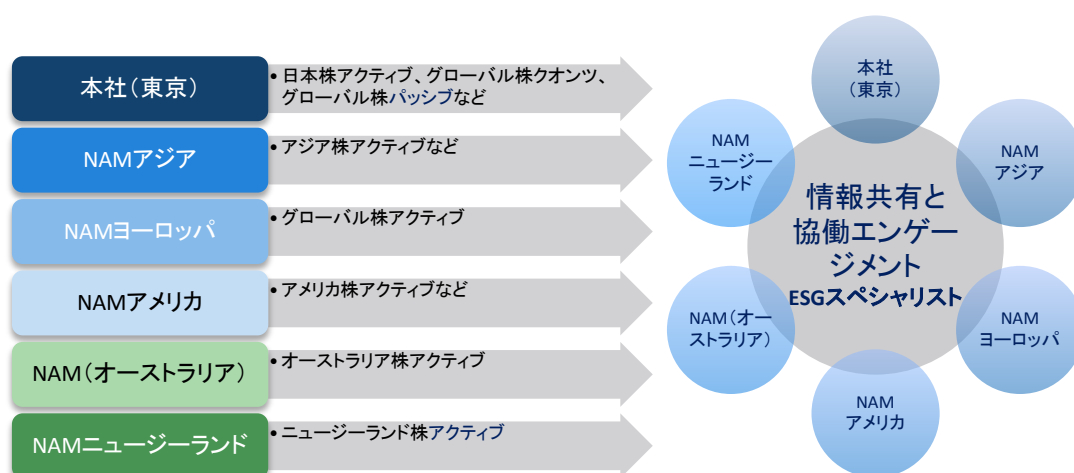 本社（東京）
• 日本株アクティブ、グローバル株クオンツ、
グローバル株パッシブなど
NAMアジア
• アジア株アクティブなど
NAMヨーロッパ
• グローバル株アクティブ
NAMアメリカ
• アメリカ株アクティブなど
NAM（オーストラリア）
• オーストラリア株アクティブ
NAMニュージーランド
• ニュージーランド株アクティブ
本社
（東京）
NAM
アジア
NAM
ヨーロッパ
NAM
アメリカ
NAM（オー
ストラリア）
NAM
ニュージー
ランド
情報共有と
協働エンゲー
ジメント
ESGスペシャリスト